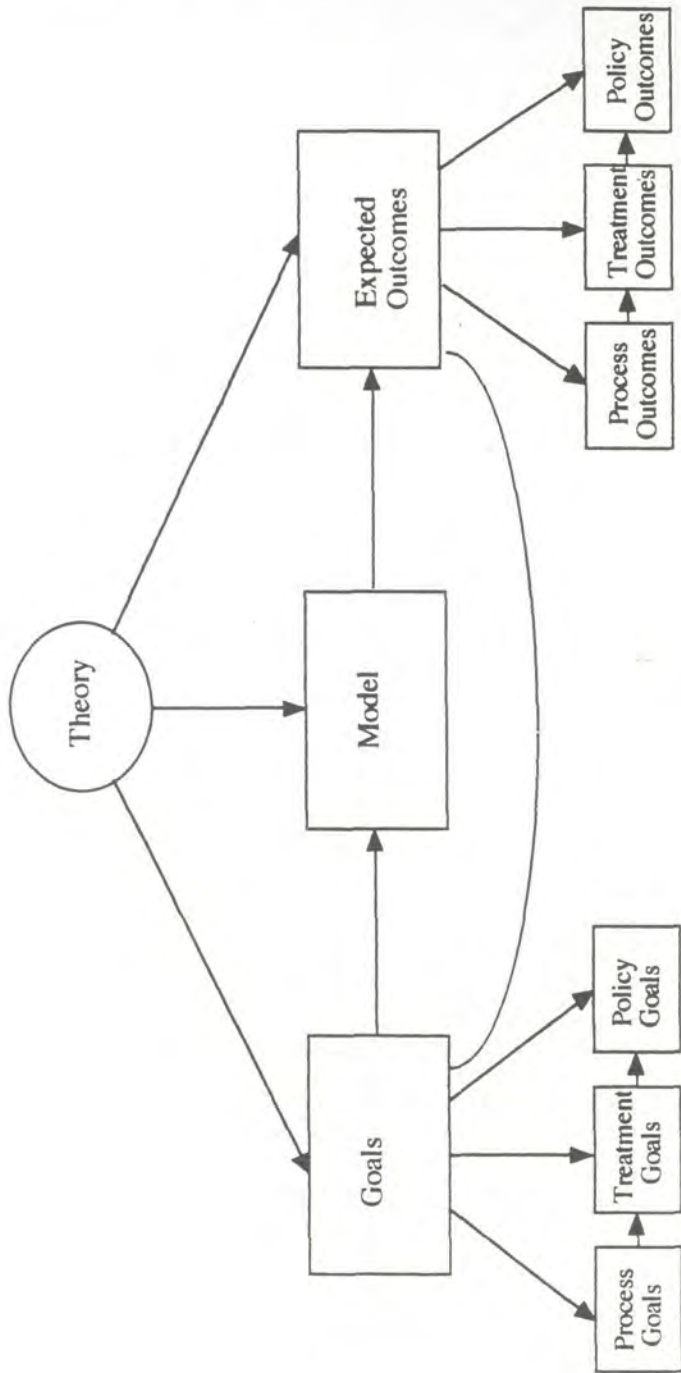 Theory
Goals
Model
Expected
Outcomes
Process
Goals
Treatment
Goals
Policy
Goals
Process
Outcomes
Treatment
Outcomes
Policy
Outcomes